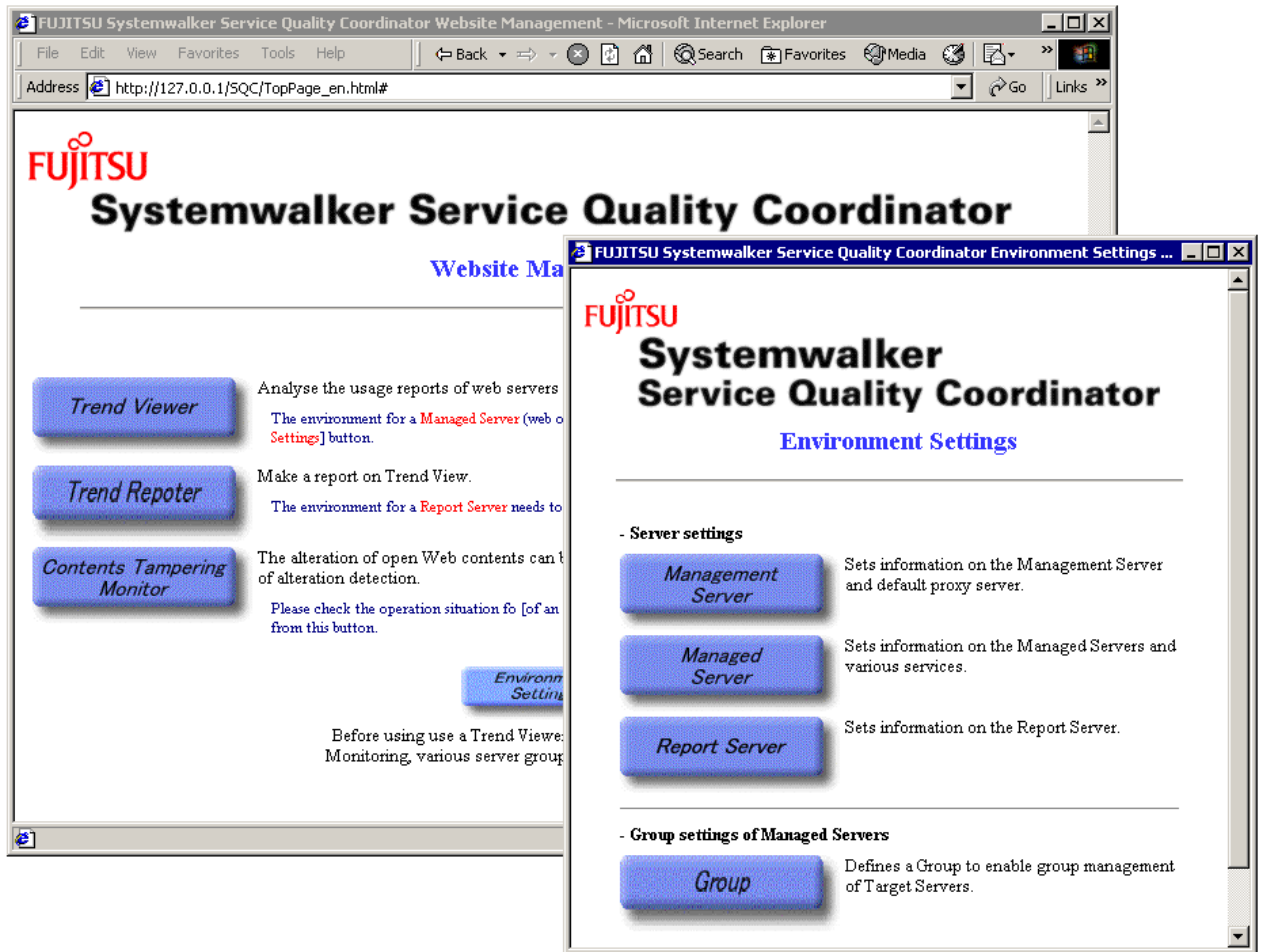 FUJITSU Systemwalker Service Quality Coordinator Website Management - Microsoft Internet Explorer
File Edit View Favorites Tools Help Back Search Favorites Media »
Address http://127.0.0.1/SQC/TopPage_en.html# Go Links »
FUJITSU
Systemwalker Service Quality Coordinator
Website Ma
Trend Viewer
Analyse the usage reports of web servers
The environment for a Managed Server (web o
Settings] button.
Trend Repoter
Make a report on Trend View.
The environment for a Report Server needs to
Contents Tampering
Monitor
The alteration of open Web contents can b
of alteration detection.
Please check the operation situation fo [of an
from this button.
Environm
Setting
Before using use a Trend Viewe
Monitoring, various server group
FUJITSU Systemwalker Service Quality Coordinator Environment Settings ...
FUJITSU
Systemwalker
Service Quality Coordinator
Environment Settings
- Server settings
Management
Server
Sets information on the Management Server
and default proxy server.
Managed
Server
Sets information on the Managed Servers and
various services.
Report Server
Sets information on the Report Server.
- Group settings of Managed Servers
Group
Defines a Group to enable group management
of Target Servers.